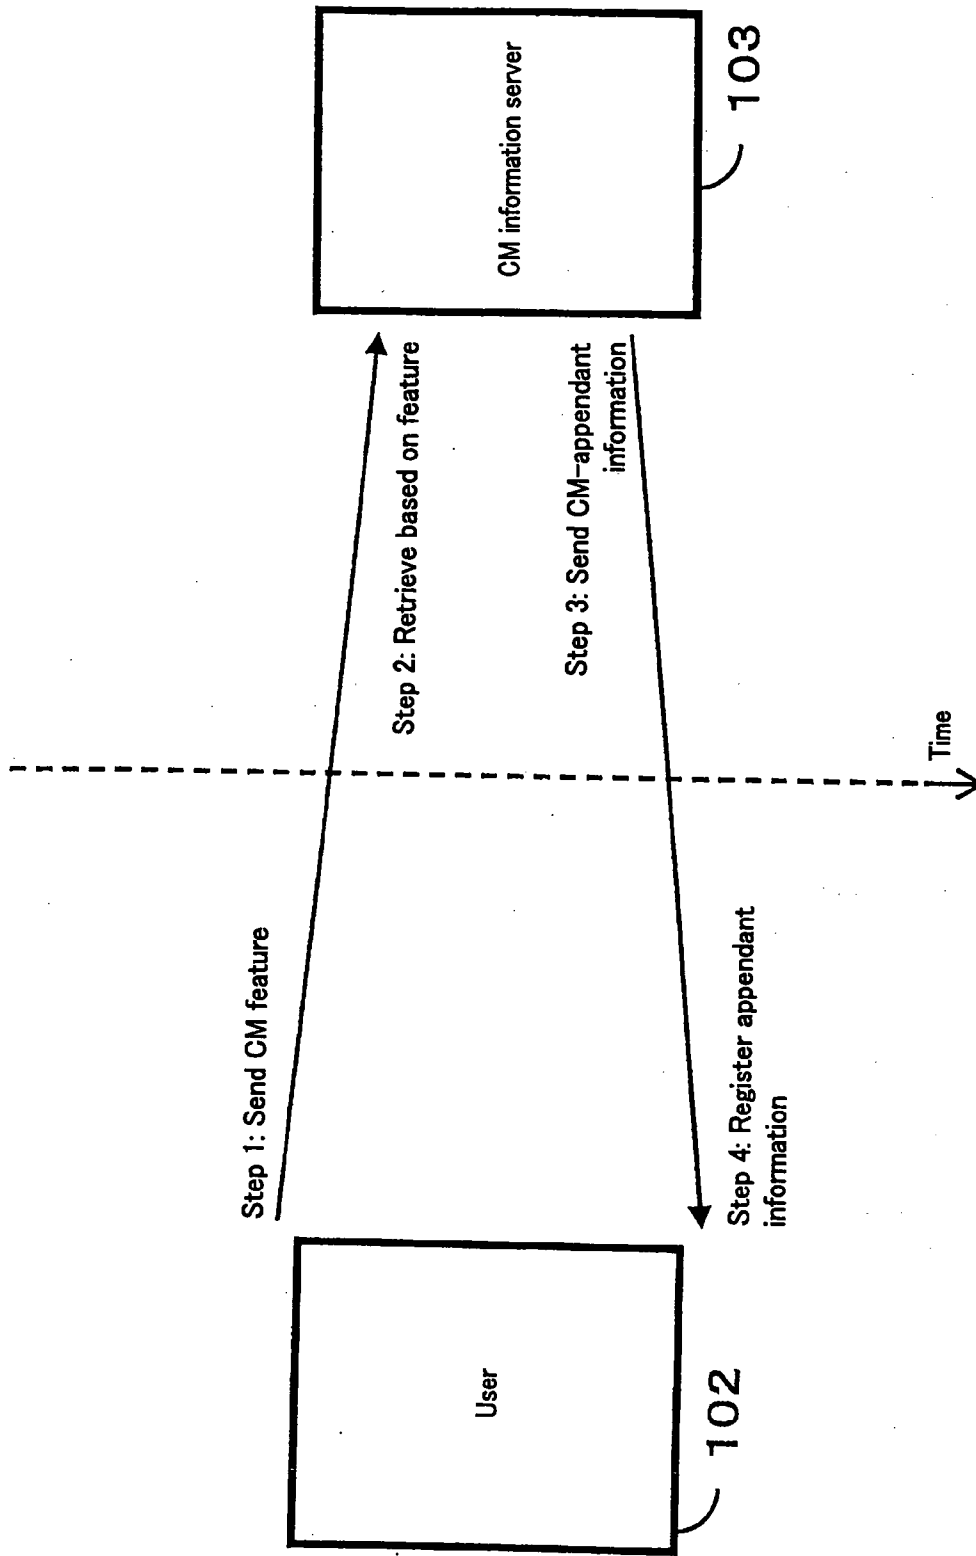 Step 1: Send CM feature
Step 2: Retrieve based on feature
User
102
CM information server
103
Step 3: Send CM-appendant
information
Step 4: Register appendant
information
Time